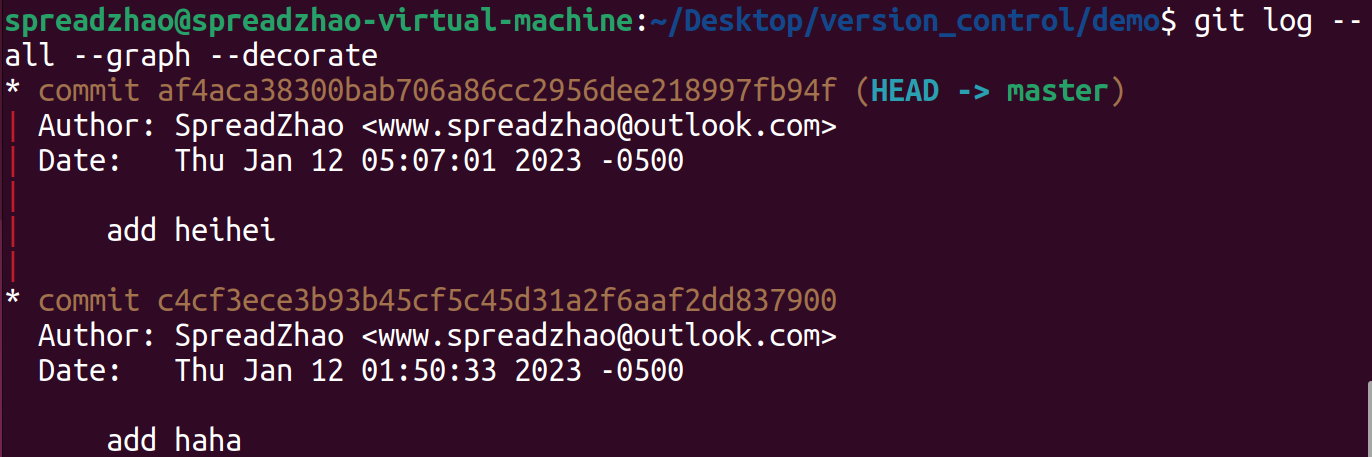 spreadzhao@spreadzhao-virtual-machine:~/Desktop/version_control/demo$ git log --
all --graph --decorate
* commit af4aca38300bab706a86cc2956dee218997fb94f (HEAD -> master)
| Author: SpreadZhao <www.spreadzhao@outlook.com>
| Date:   Thu Jan 12 05:07:01 2023 -0500
|
|     add heihei
|
* commit c4cf3ece3b93b45cf5c45d31a2f6aaf2dd837900
  Author: SpreadZhao <www.spreadzhao@outlook.com>
  Date:   Thu Jan 12 01:50:33 2023 -0500

      add haha